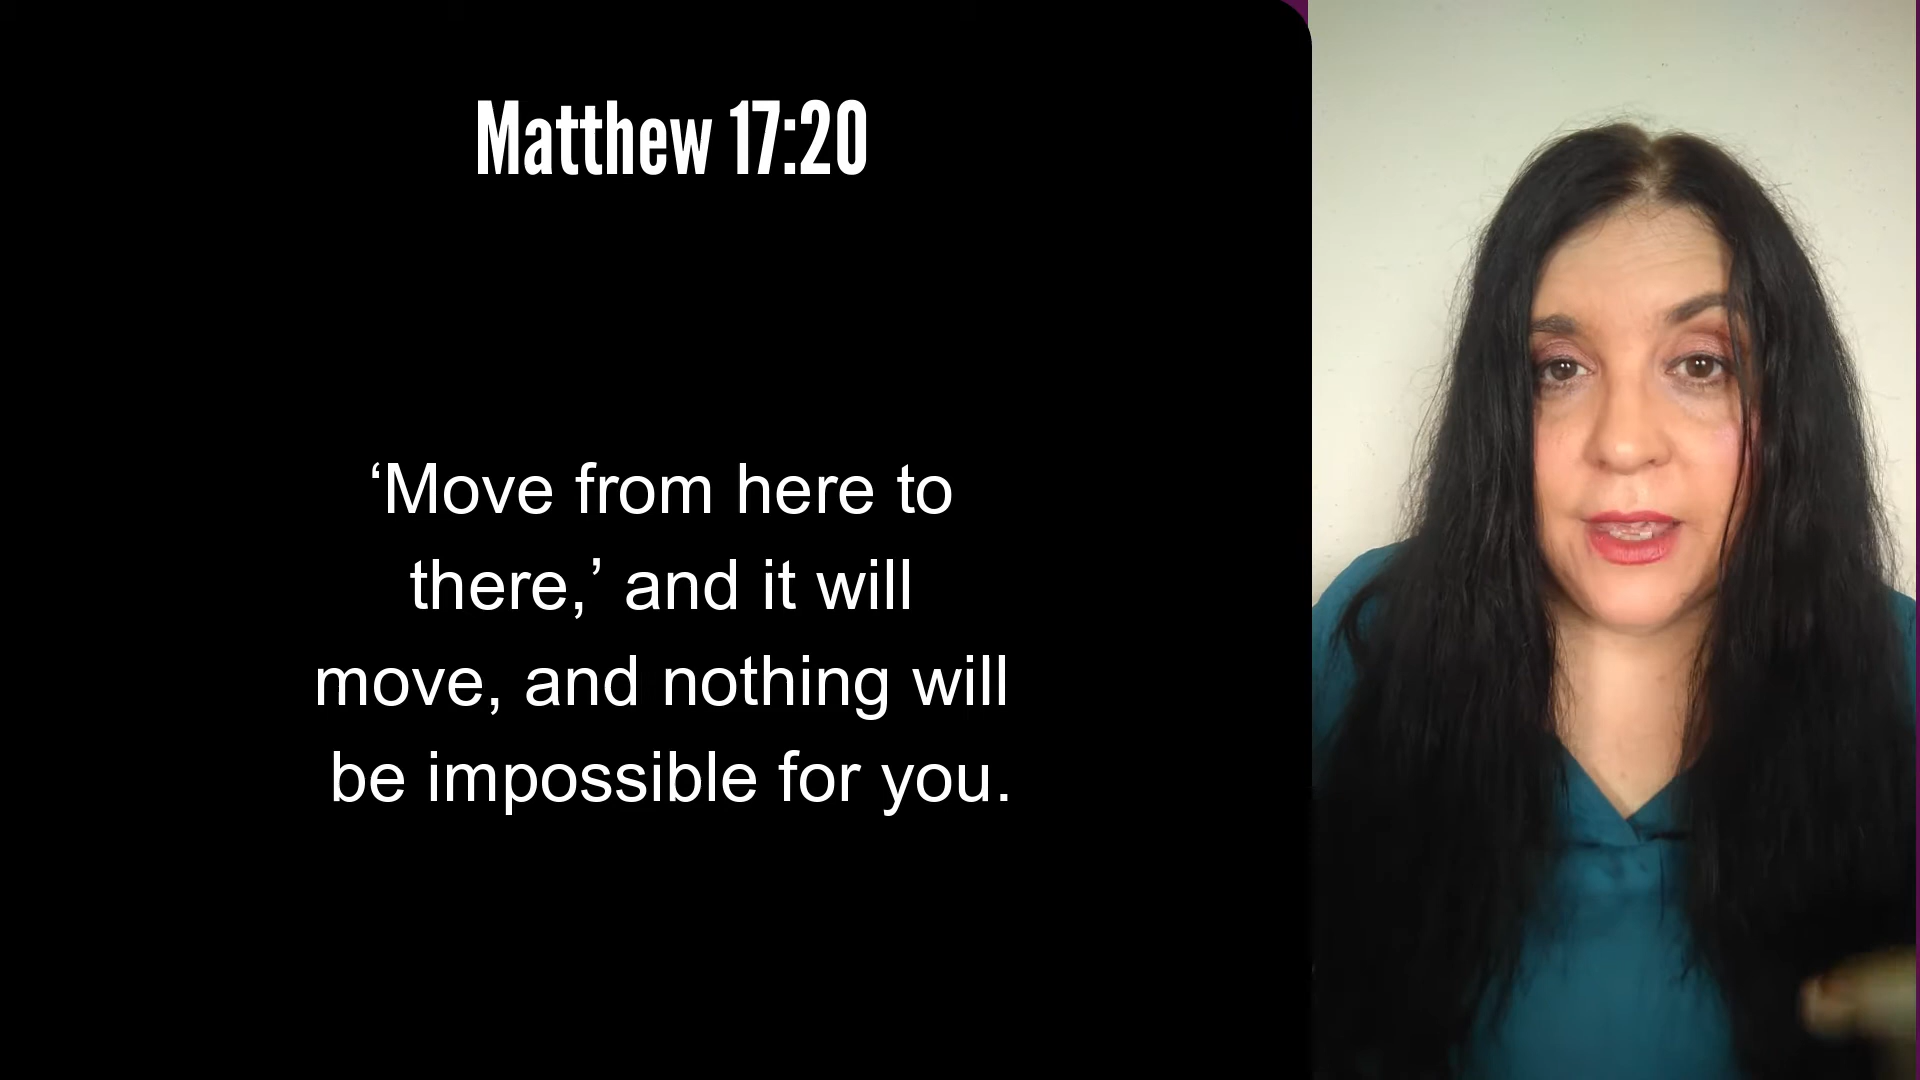 Matthew 17:20
‘Move from here to
there,’ and it will
move, and nothing will
be impossible for you.